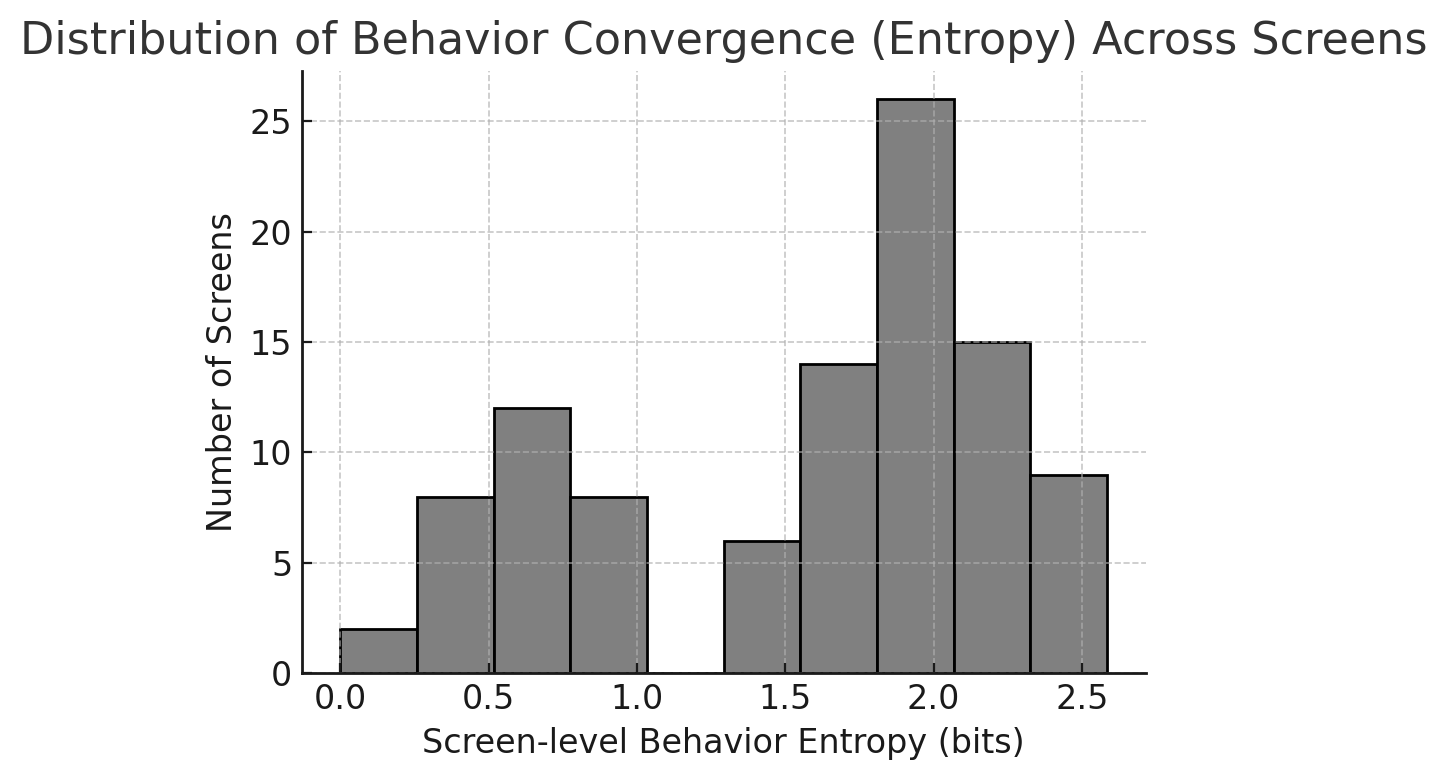 Distribution of Behavior Convergence (Entropy) Across Screens
25
20
15
10
5
0
Number of Screens
0.0 0.5 1.0 1.5 2.0 2.5
Screen-level Behavior Entropy (bits)